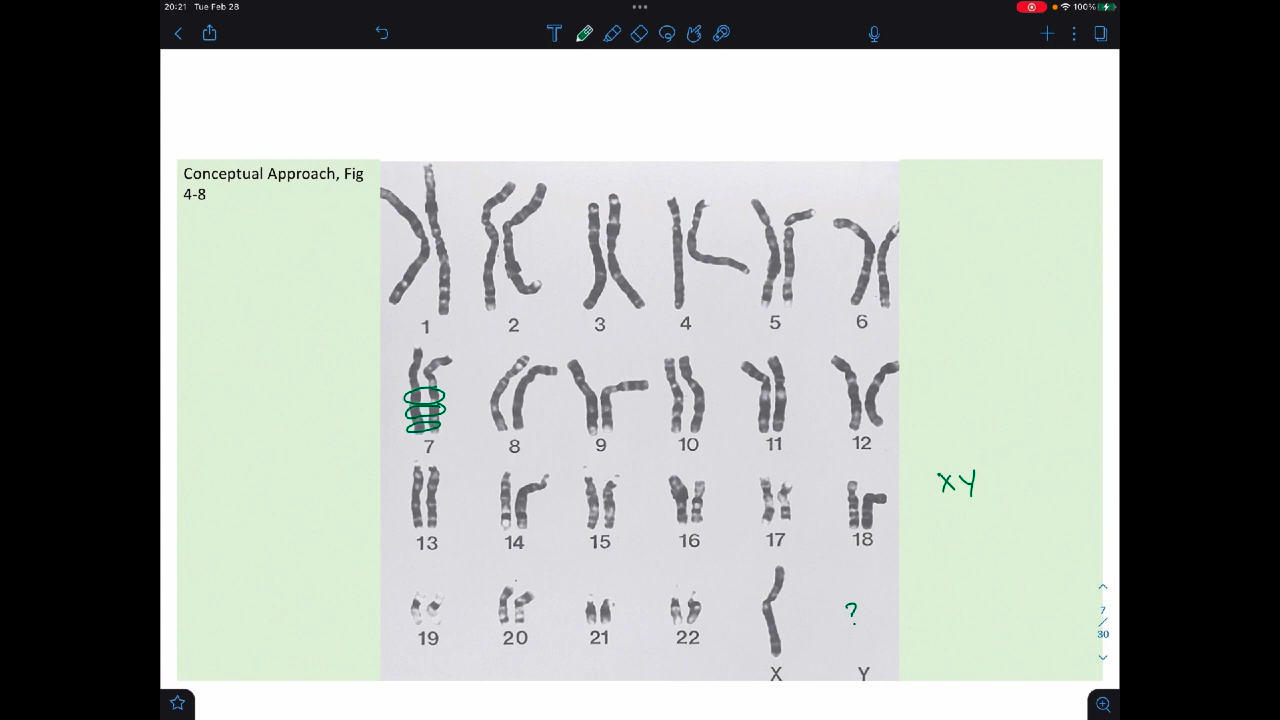 20:21 Tue Feb 28
100%
T
Conceptual Approach, Fig
4-8
1 2 3 4 5 6
7 8 9 10 11 12
X Y
13 14 15 16 17 18
?
19 20 21 22
X Y
7
/
30